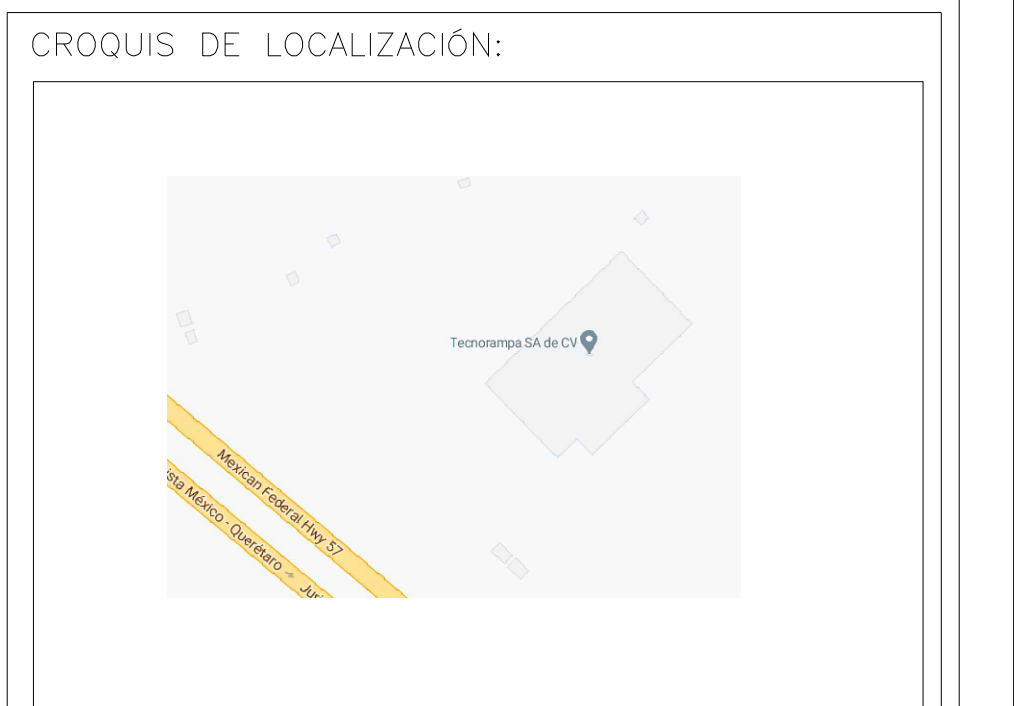 CROQUIS DE LOCALIZACIÓN:
Tecnorampa SA de CV
Mexican Federal Hwy 57
ista México - Querétaro